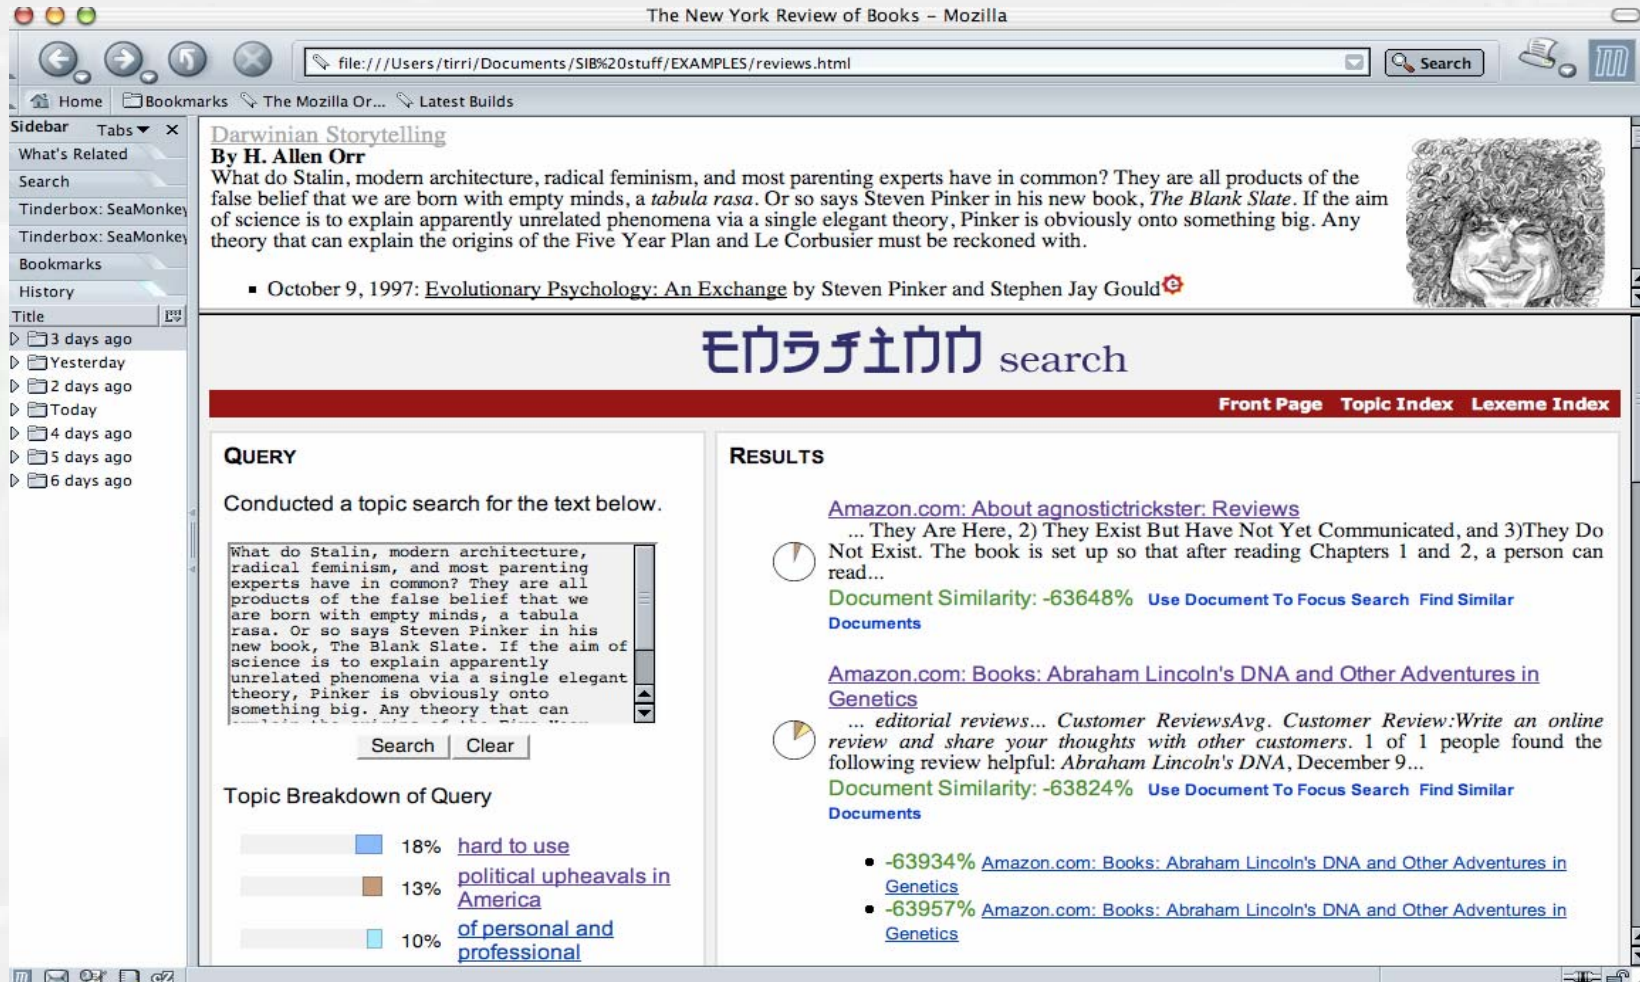 The New York Review of Books – Mozilla
file:///Users/tirri/Documents/SIB%20stuff/EXAMPLES/reviews.html
Search
Home
Bookmarks
The Mozilla Or...
Latest Builds
Sidebar
Tabs
What's Related
Search
Tinderbox: SeaMonkey
Tinderbox: SeaMonkey
Bookmarks
History
Title
3 days ago
Yesterday
2 days ago
Today
4 days ago
5 days ago
6 days ago
Darwinian Storytelling
By H. Allen Orr
What do Stalin, modern architecture, radical feminism, and most parenting experts have in common? They are all products of the
false belief that we are born with empty minds, a tabula rasa. Or so says Steven Pinker in his new book, The Blank Slate. If the aim
of science is to explain apparently unrelated phenomena via a single elegant theory, Pinker is obviously onto something big. Any
theory that can explain the origins of the Five Year Plan and Le Corbusier must be reckoned with.
October 9, 1997: Evolutionary Psychology: An Exchange by Steven Pinker and Stephen Jay Gould
search
Front Page Topic Index Lexeme Index
QUERY
Conducted a topic search for the text below.
What do Stalin, modern architecture,
radical feminism, and most parenting
experts have in common? They are all
products of the false belief that we
are born with empty minds, a tabula
rasa. Or so says Steven Pinker in his
new book, The Blank Slate. If the aim of
science is to explain apparently
unrelated phenomena via a single elegant
theory, Pinker is obviously onto
something big. Any theory that can
Search Clear
Topic Breakdown of Query
18% hard to use
13% political upheavals in
America
10% of personal and
professional
RESULTS
Amazon.com: About agnostictrickster: Reviews
... They Are Here, 2) They Exist But Have Not Yet Communicated, and 3)They Do
Not Exist. The book is set up so that after reading Chapters 1 and 2, a person can
read...
Document Similarity: -63648% Use Document To Focus Search Find Similar
Documents
Amazon.com: Books: Abraham Lincoln's DNA and Other Adventures in
Genetics
... editorial reviews... Customer ReviewsAvg. Customer Review:Write an online
review and share your thoughts with other customers. 1 of 1 people found the
following review helpful: Abraham Lincoln's DNA, December 9...
Document Similarity: -63824% Use Document To Focus Search Find Similar
Documents
-63934% Amazon.com: Books: Abraham Lincoln's DNA and Other Adventures in
Genetics
-63957% Amazon.com: Books: Abraham Lincoln's DNA and Other Adventures in
Genetics